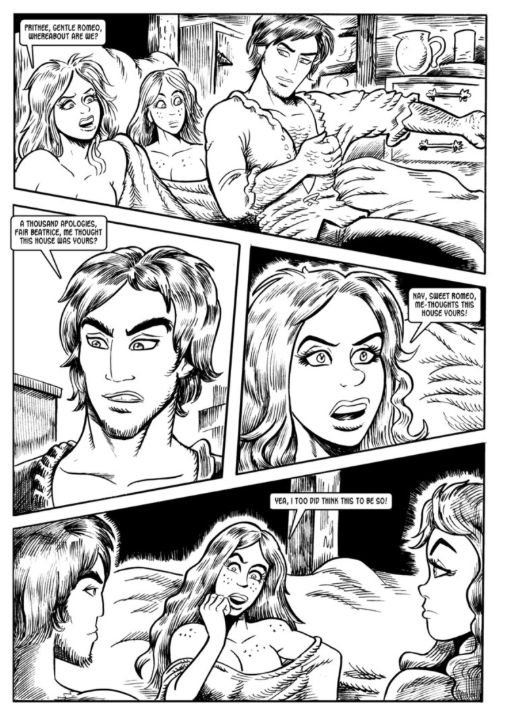 PRITHEE, GENTLE ROMEO,
WHEREABOUT ARE WE?
A THOUSAND APOLOGIES,
FAIR BEATRICE, ME THOUGHT
THIS HOUSE WAS YOURS?
NAY, SWEET ROMEO,
ME-THOUGHTS THIS
HOUSE YOURS!
YEA, I TOO DID THINK THIS TO BE SO!